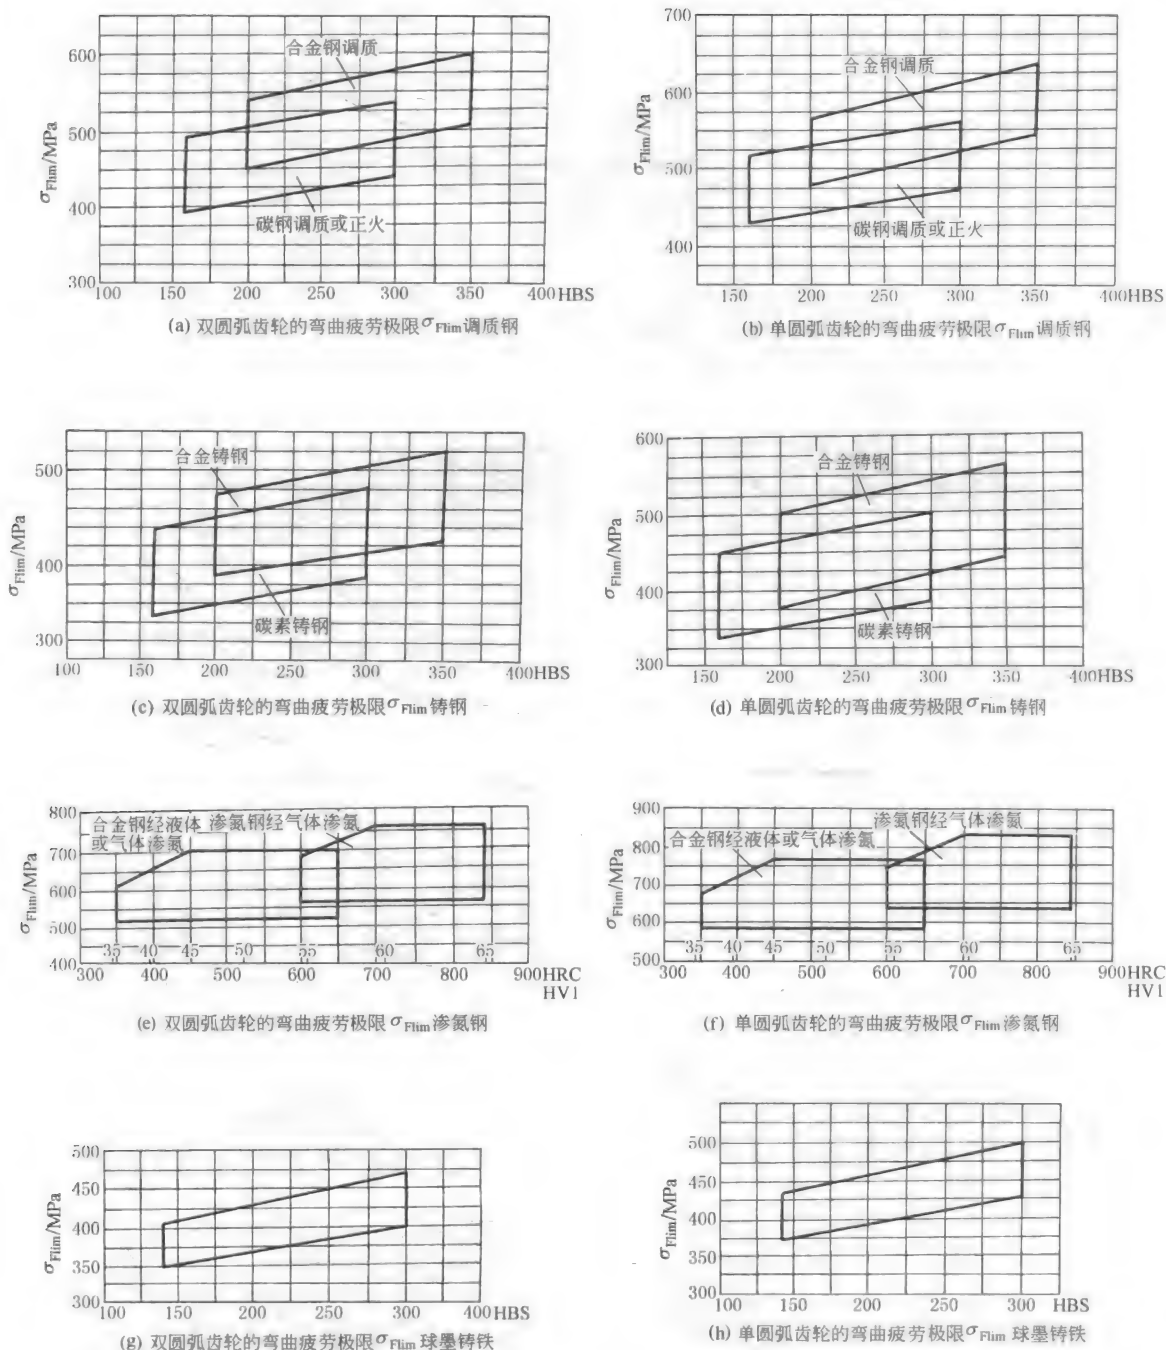 600
500
400
300
σFlim/MPa
合金钢调质
碳钢调质或正火
100 150 200 250 300 350 400HBS
(a) 双圆弧齿轮的弯曲疲劳极限σFlim调质钢
700
600
500
400
σFlim/MPa
合金钢调质
碳钢调质或正火
150 200 250 300 350 400HBS
(b) 单圆弧齿轮的弯曲疲劳极限σFlim调质钢
500
400
300
σFlim/MPa
合金铸钢
碳素铸钢
100 150 200 250 300 350 400HBS
(c) 双圆弧齿轮的弯曲疲劳极限σFlim铸钢
600
500
400
300
σFlim/MPa
合金铸钢
碳素铸钢
150 200 250 300 350 400HBS
(d) 单圆弧齿轮的弯曲疲劳极限σFlim铸钢
800
700
600
500
400
σFlim/MPa
合金钢经液体
或气体渗氮
渗氮钢经气体渗氮
35 40 45 50 55 60 65
300 400 500 600 700 800 900HRC
HV1
(e) 双圆弧齿轮的弯曲疲劳极限σFlim渗氮钢
900
800
700
600
500
σFlim/MPa
渗氮钢经气体渗氮
合金钢经液体或气体渗氮
35 40 45 50 55 60 65
300 400 500 600 700 800 900HRC
HV1
(f) 单圆弧齿轮的弯曲疲劳极限σFlim渗氮钢
500
450
400
350
300
σFlim/MPa
100 150 200 250 300 350 400 HBS
(g) 双圆弧齿轮的弯曲疲劳极限σFlim球墨铸铁
500
450
400
350
300
σFlim/MPa
100 150 200 250 300 HBS
(h) 单圆弧齿轮的弯曲疲劳极限σFlim 球墨铸铁